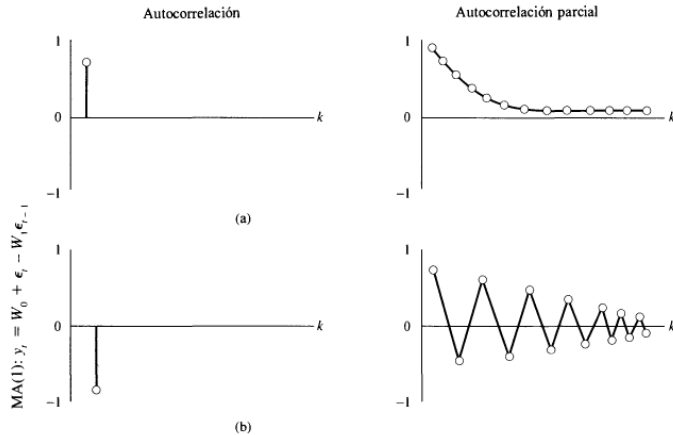 Autocorrelación
Autocorrelación parcial
1
0
−1
k
1
0
−1
k
(a)
MA(1): y_t = W_0 + ϵ_t − W_1ϵ_{t−1}
1
0
−1
k
1
0
−1
k
(b)